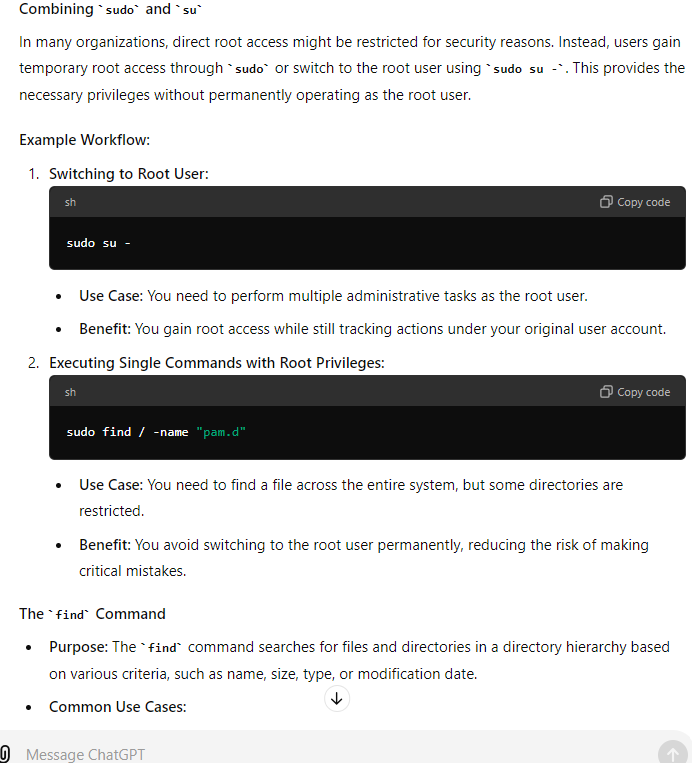 Combining `sudo` and `su`
In many organizations, direct root access might be restricted for security reasons. Instead, users gain
temporary root access through `sudo` or switch to the root user using `sudo su -`. This provides the
necessary privileges without permanently operating as the root user.
Example Workflow:
1. Switching to Root User:
sh Copy code
sudo su -
• Use Case: You need to perform multiple administrative tasks as the root user.
• Benefit: You gain root access while still tracking actions under your original user account.
2. Executing Single Commands with Root Privileges:
sh Copy code
sudo find / -name "pam.d"
• Use Case: You need to find a file across the entire system, but some directories are
restricted.
• Benefit: You avoid switching to the root user permanently, reducing the risk of making
critical mistakes.
The `find` Command
• Purpose: The `find` command searches for files and directories in a directory hierarchy based
on various criteria, such as name, size, type, or modification date.
• Common Use Cases:
Message ChatGPT